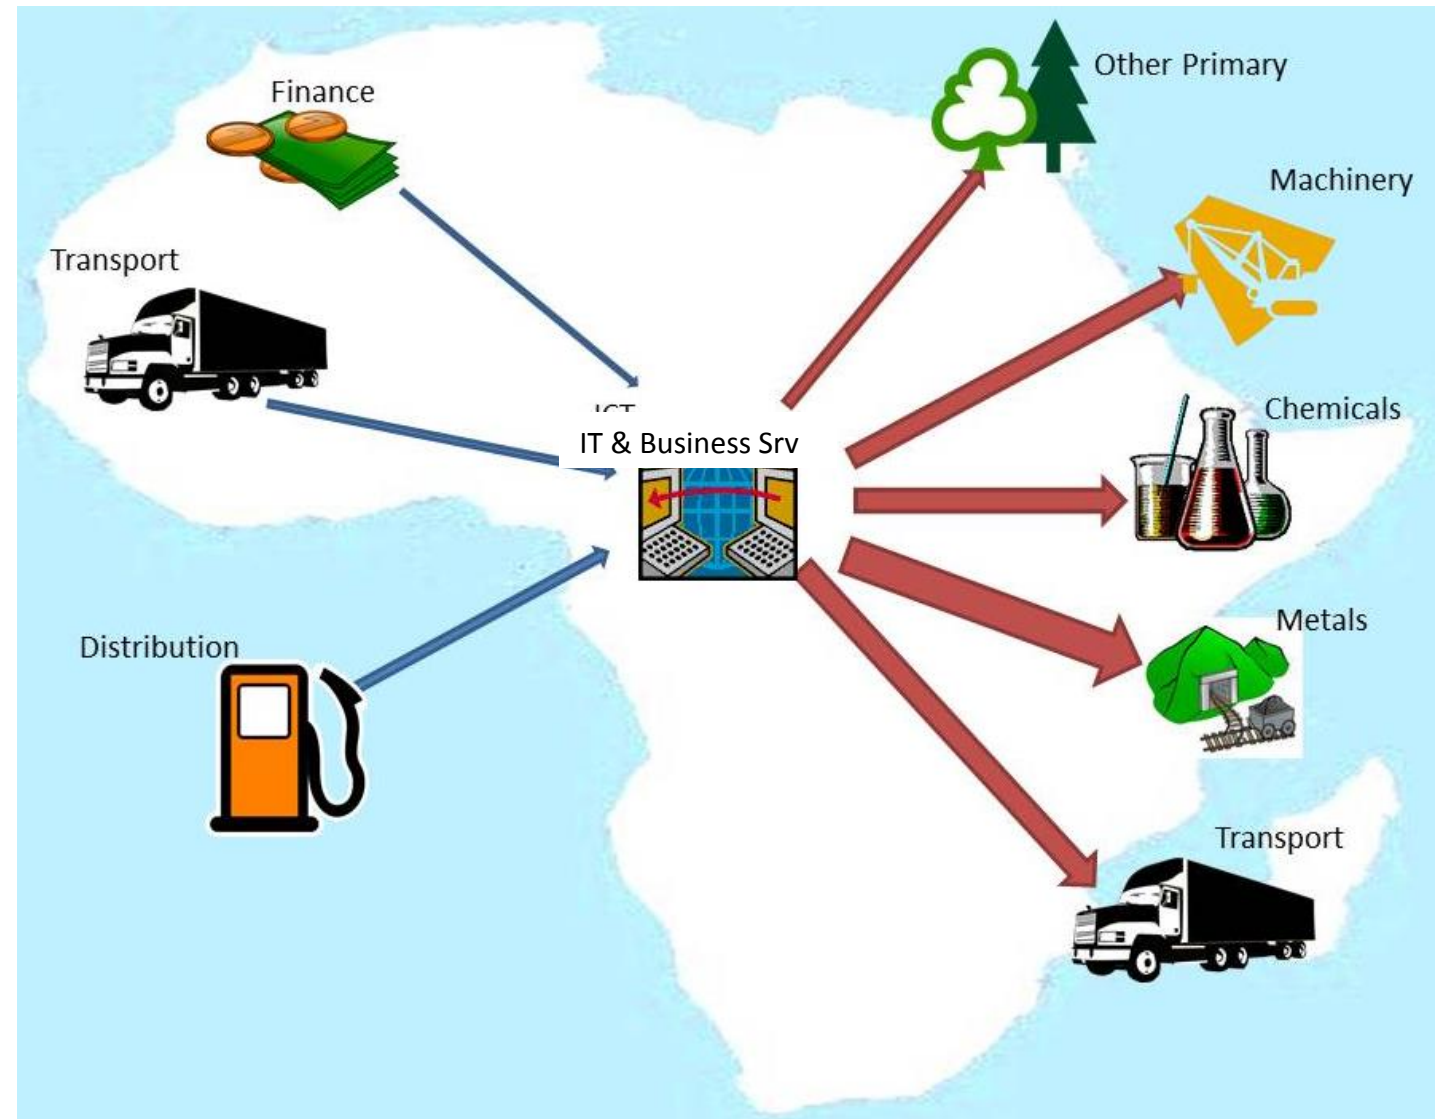 Other Primary
Finance
Machinery
Transport
Chemicals
IT & Business Srv
Metals
Distribution
Transport